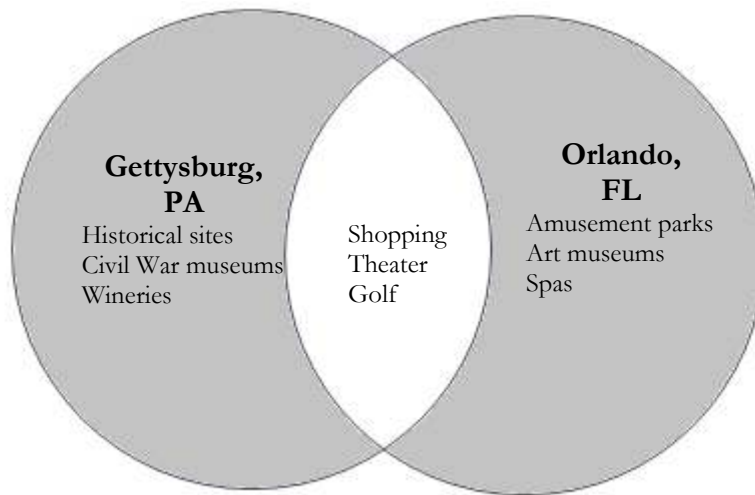 Gettysburg,
PA
Historical sites
Civil War museums
Wineries
Shopping
Theater
Golf
Orlando,
FL
Amusement parks
Art museums
Spas